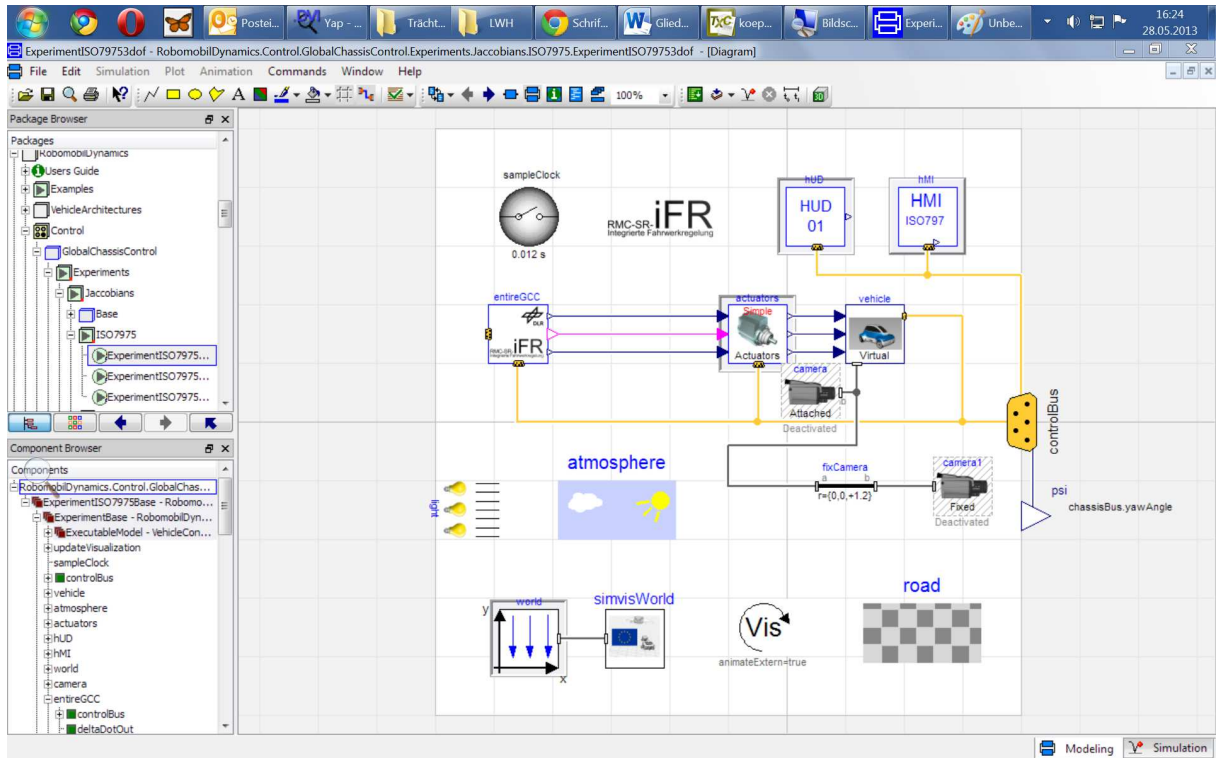 Postei...
Yap - ...
Trächt...
LWH
Schrif...
Glied...
TXC koep...
Bildsc...
Experi...
Unbe...
16:24
28.05.2013
ExperimentISO79753dof - RobomobilDynamics.Control.GlobalChassisControl.Experiments.Jaccobians.ISO7975.ExperimentISO79753dof - [Diagram]
File Edit Simulation Plot Animation Commands Window Help
100%
Package Browser
Packages
RobomobilDynamics
Users Guide
Examples
VehicleArchitectures
Control
GlobalChassisControl
Experiments
Jaccobians
Base
ISO7975
ExperimentISO7975...
ExperimentISO7975...
ExperimentISO7975...
Component Browser
Components
RobomobilDynamics.Control.GlobalChas...
ExperimentISO7975Base - Robomo...
ExperimentBase - RobomobilDyn...
ExecutableModel - VehicleCon...
updateVisualization
sampleClock
controlBus
vehicle
atmosphere
actuators
hUD
hMI
world
camera
entireGCC
controlBus
deltaDotOut
sampleClock
0.012 s
RMC-SR-iFR
Integrierte Fahrwerkregelung
hUD
HUD
01
hMI
HMI
ISO797
entireGCC
DLR
RMC-SR-iFR
actuators
Simple
Actuators
vehicle
Virtual
camera
Attached
Deactivated
controlBus
atmosphere
light
fixCamera
a b
r={0,0,+1.2}
camera1
Fixed
Deactivated
psi
chassisBus.yawAngle
world
y
x
simvisWorld
Vis
animateExtern=true
road
Modeling
Simulation